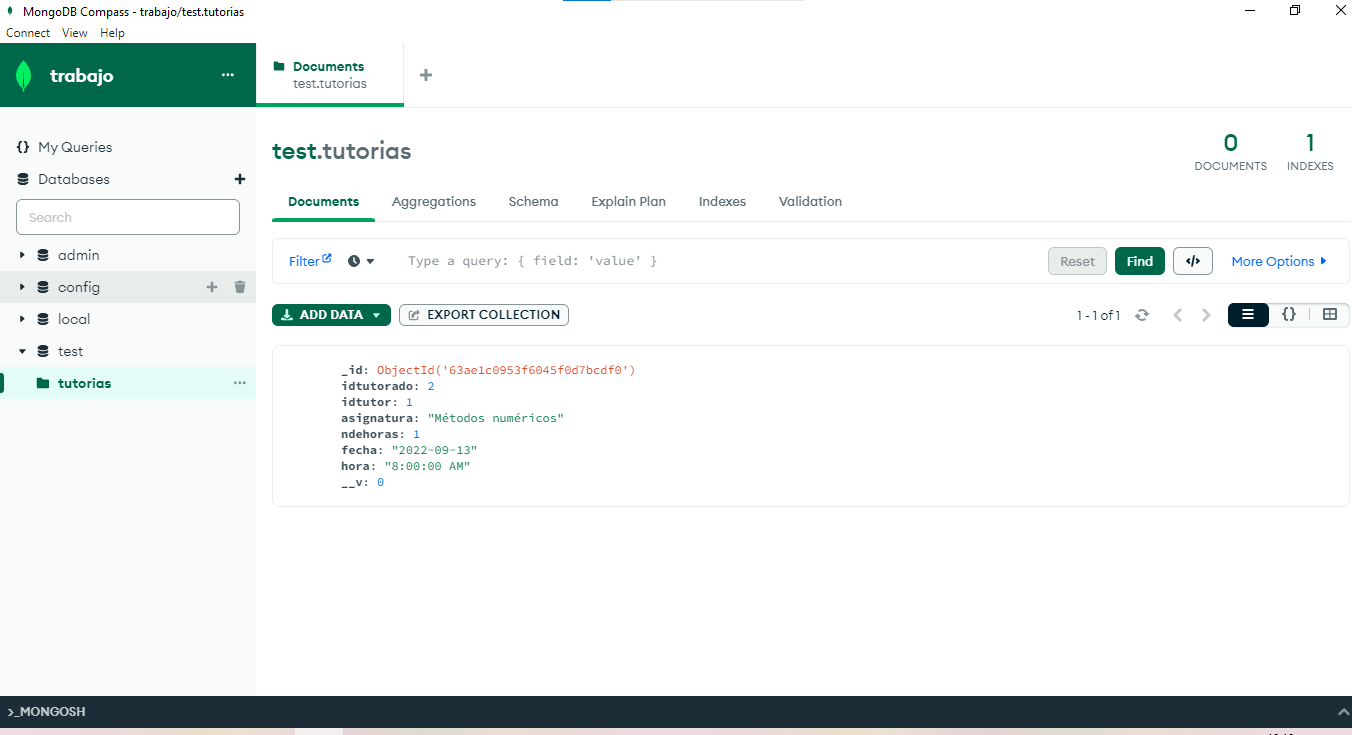 MongoDB Compass - trabajo/test.tutorias
Connect View Help
trabajo
Documents
test.tutorias
My Queries
Databases
Search
admin
config
local
test
tutorias
test.tutorias
0
DOCUMENTS
1
INDEXES
Documents Aggregations Schema Explain Plan Indexes Validation
Filter
Type a query: { field: 'value' }
Reset
Find
</>
More Options
ADD DATA
EXPORT COLLECTION
1 - 1 of 1
{}
_id: ObjectId('63ae1c0953f6045f0d7bcdf0')
idtutorado: 2
idtutor: 1
asignatura: "Métodos numéricos"
ndehoras: 1
fecha: "2022-09-13"
hora: "8:00:00 AM"
__v: 0
>_MONGOSH